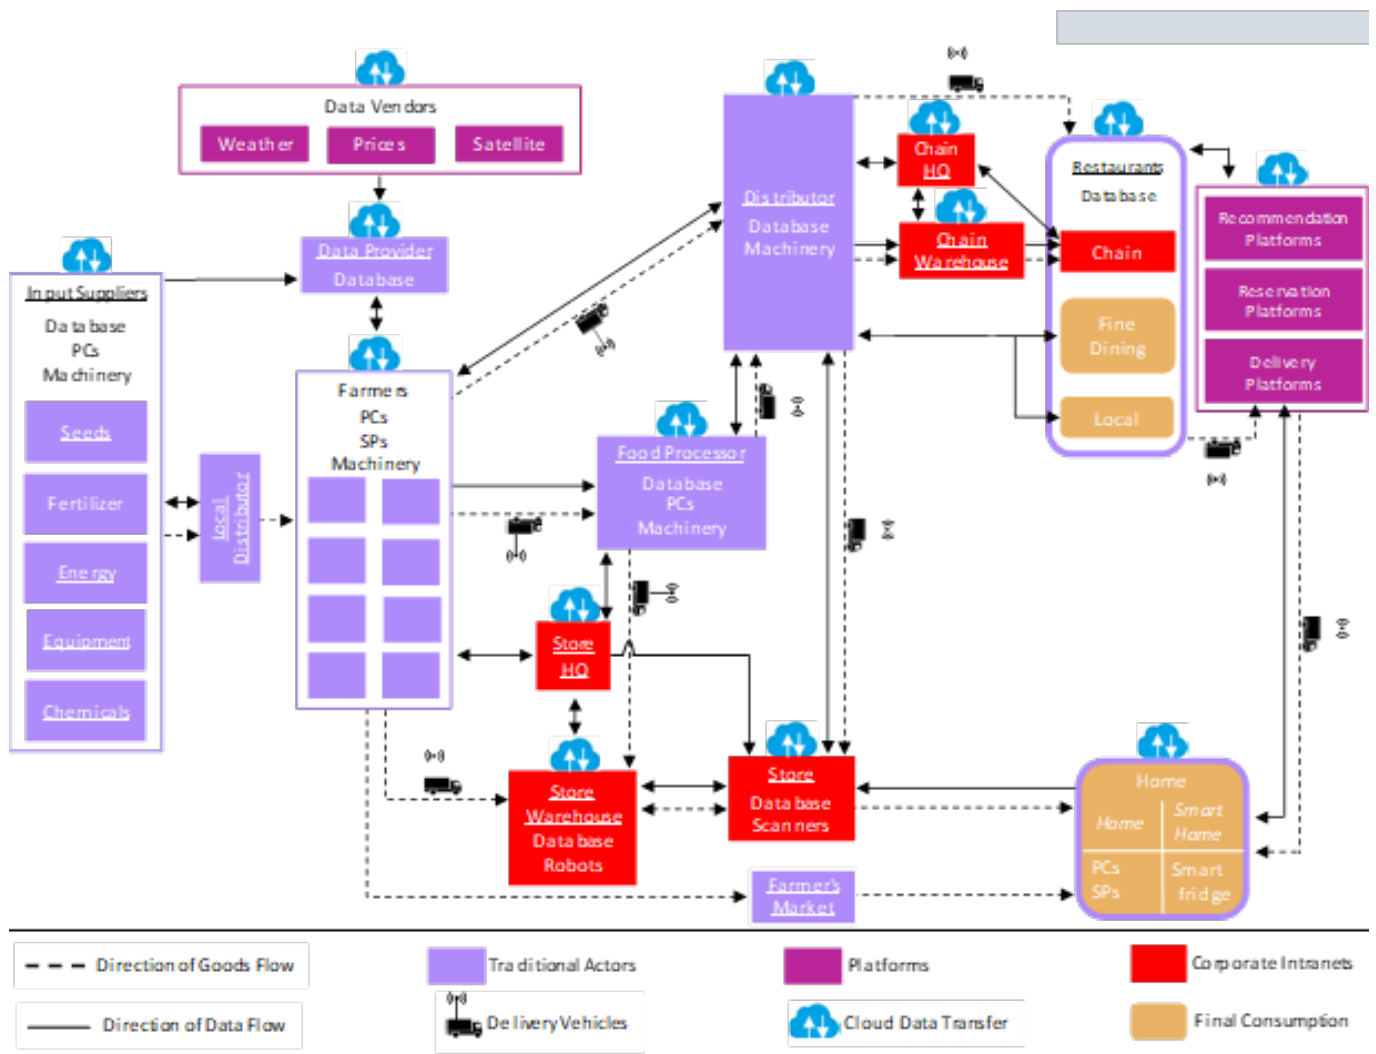 Data Vendors
Weather
Prices
Satellite
Data Provider
Database
Input Suppliers
Database
PCs
Machinery
Seeds
Fertilizer
Energy
Equipment
Chemicals
Local
Distributor
Farmers
PCs
SPs
Machinery
Food Processor
Database
PCs
Machinery
Store
HQ
Store
Warehouse
Database
Robots
Store
Database
Scanners
Farmer's
Market
Distributor
Database
Machinery
Chain
HQ
Chain
Warehouse
Restaurants
Database
Chain
Fine
Dining
Local
Recommendation
Platforms
Reservation
Platforms
Delivery
Platforms
Home
Home
Smart
Home
PCs
SPs
Smart
fridge
Direction of Goods Flow
Traditional Actors
Platforms
Corporate Intranets
Direction of Data Flow
Delivery Vehicles
Cloud Data Transfer
Final Consumption